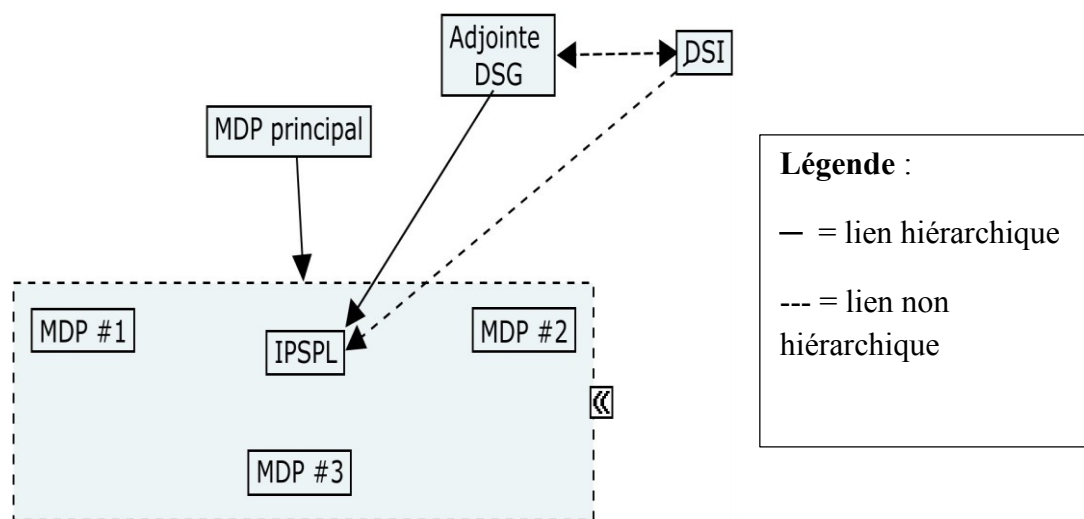 Adjointe
DSG
DSI
MDP principal
MDP #1
IPSPL
MDP #2
MDP #3
Légende :
— = lien hiérarchique
--- = lien non
hiérarchique